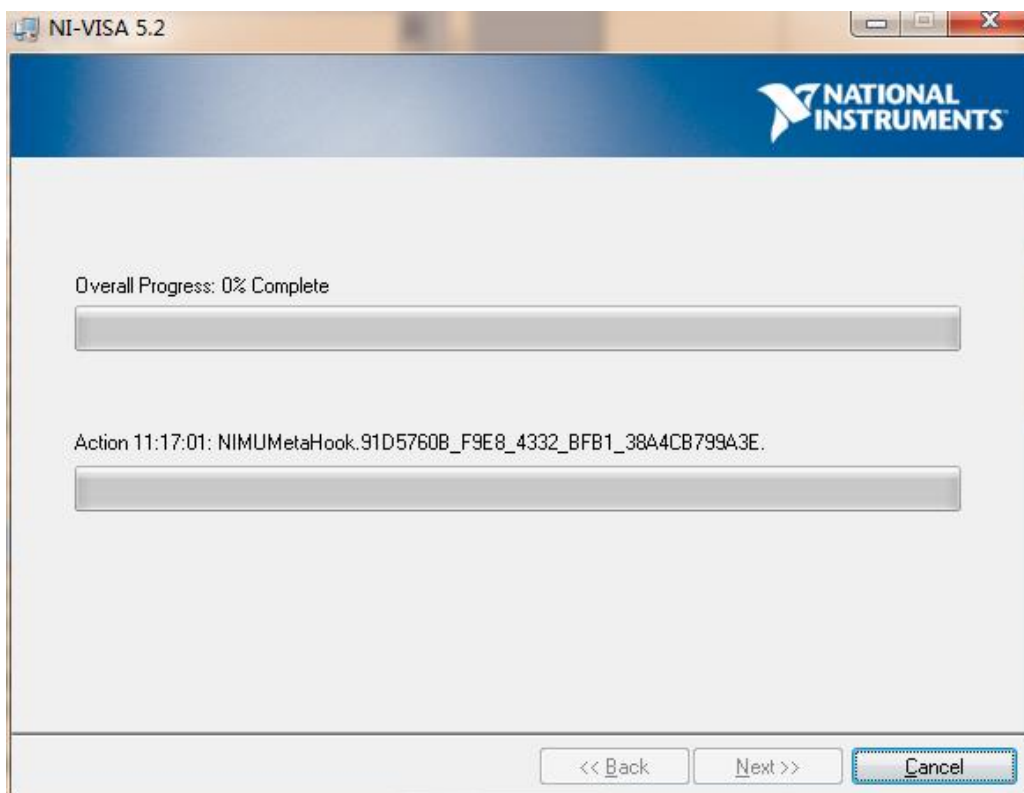 NI-VISA 5.2
NATIONAL
INSTRUMENTS
Overall Progress: 0% Complete
Action 11:17:01: NIMUMetaHook.91D5760B_F9E8_4332_BFB1_38A4CB799A3E.
<< Back
Next >>
Cancel